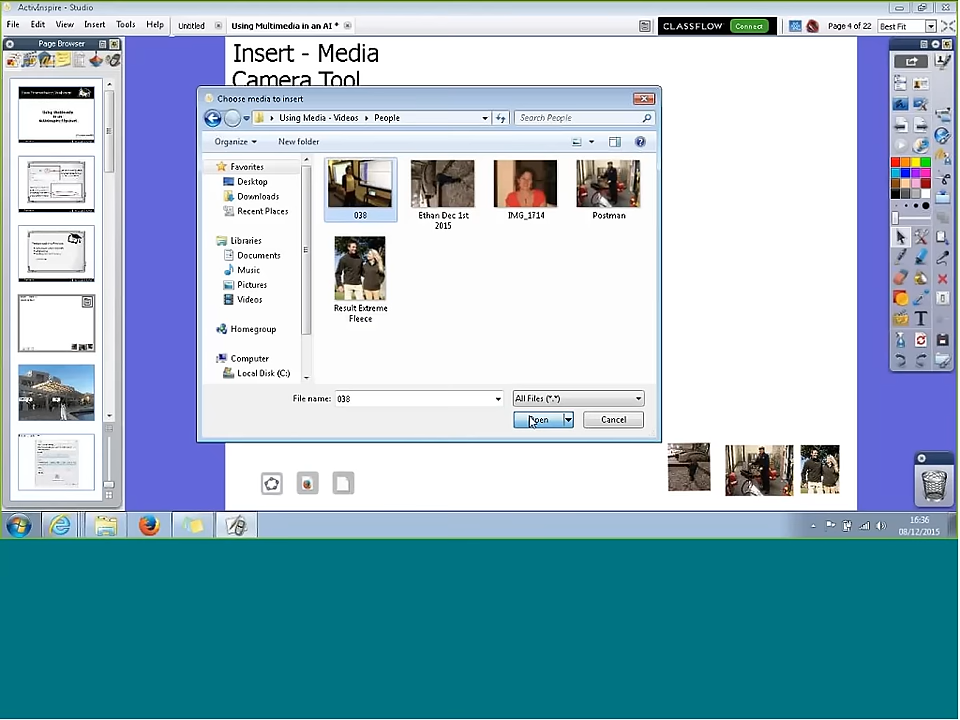 ActivInspire - Studio
File Edit View Insert Tools Help Untitled Using Multimedia in an AI * CLASSFLOW Connect Page 4 of 22 Best Fit
Page Browser
Insert - Media
Camera Tool
Choose media to insert
Using Media - Videos People Search People
Organize New folder
Favorites
Desktop
Downloads
Recent Places
Libraries
Documents
Music
Pictures
Videos
Homegroup
Computer
Local Disk (C:)
038
Ethan Dec 1st
2015
IMG_1714
Postman
Result Extreme
Fleece
File name: 038 All Files (*.*)
Open Cancel
16:36
08/12/2015